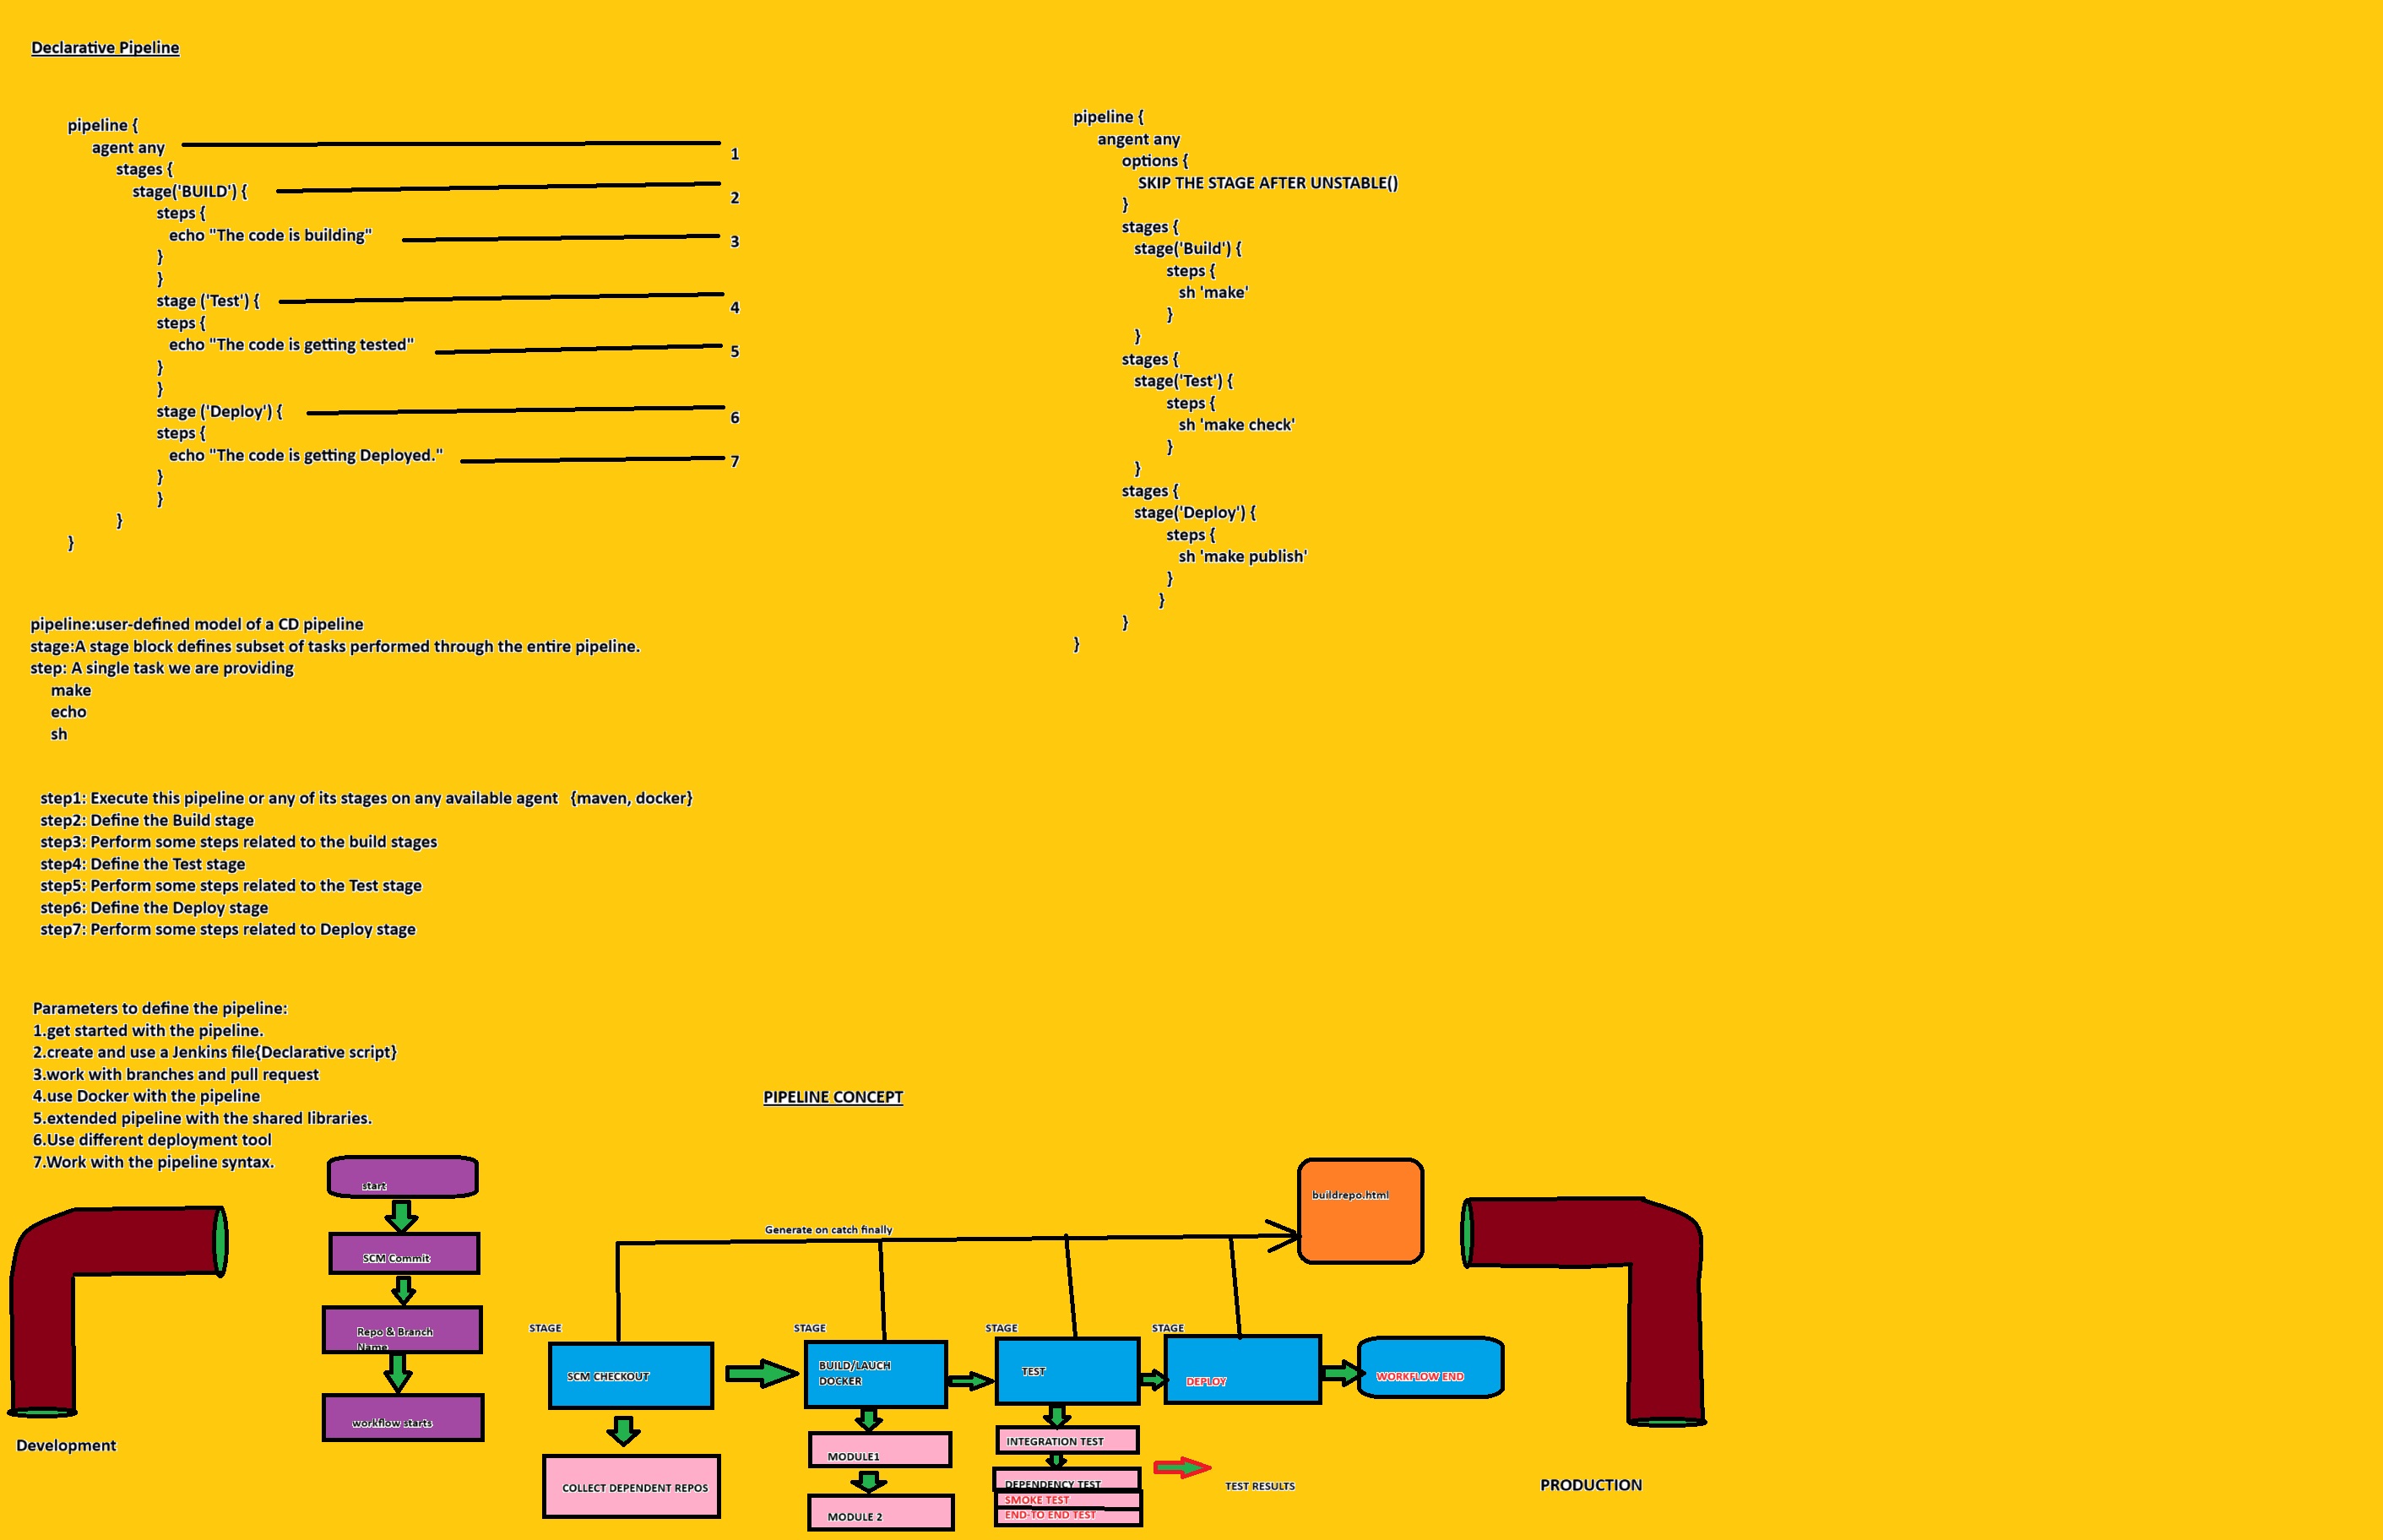 Declarative Pipeline
pipeline {
agent any
stages {
stage('BUILD') {
steps {
echo "The code is building"
}
}
stage ('Test') {
steps {
echo "The code is getting tested"
}
}
stage ('Deploy') {
steps {
echo "The code is getting Deployed."
}
}
}
}
1
2
3
4
5
6
7
pipeline {
angent any
options {
SKIP THE STAGE AFTER UNSTABLE()
}
stages {
stage('Build') {
steps {
sh 'make'
}
}
stages {
stage('Test') {
steps {
sh 'make check'
}
}
stages {
stage('Deploy') {
steps {
sh 'make publish'
}
}
}
}
pipeline:user-defined model of a CD pipeline
stage:A stage block defines subset of tasks performed through the entire pipeline.
step: A single task we are providing
make
echo
sh
step1: Execute this pipeline or any of its stages on any available agent {maven, docker}
step2: Define the Build stage
step3: Perform some steps related to the build stages
step4: Define the Test stage
step5: Perform some steps related to the Test stage
step6: Define the Deploy stage
step7: Perform some steps related to Deploy stage
Parameters to define the pipeline:
1.get started with the pipeline.
2.create and use a Jenkins file{Declarative script}
3.work with branches and pull request
4.use Docker with the pipeline
5.extended pipeline with the shared libraries.
6.Use different deployment tool
7.Work with the pipeline syntax.
PIPELINE CONCEPT
Development
start
SCM Commit
Repo & Branch
Name
workflow starts
Generate on catch finally
buildrepo.html
STAGE
SCM CHECKOUT
COLLECT DEPENDENT REPOS
STAGE
BUILD/LAUCH
DOCKER
MODULE1
MODULE 2
STAGE
TEST
INTEGRATION TEST
DEPENDENCY TEST
SMOKE TEST
END-TO END TEST
TEST RESULTS
STAGE
DEPLOY
WORKFLOW END
PRODUCTION